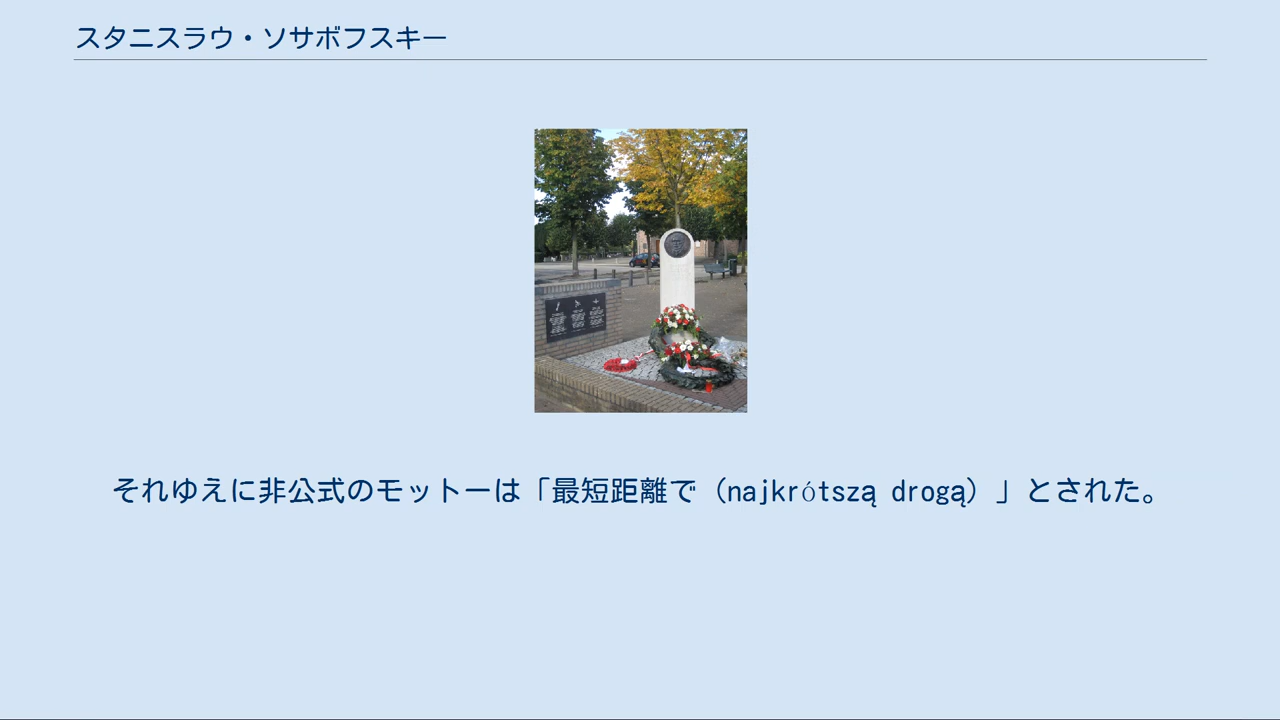 スタニスラウ・ソサボフスキー
それゆえに非公式のモットーは「最短距離で（najkrótszą drogą）」とされた。